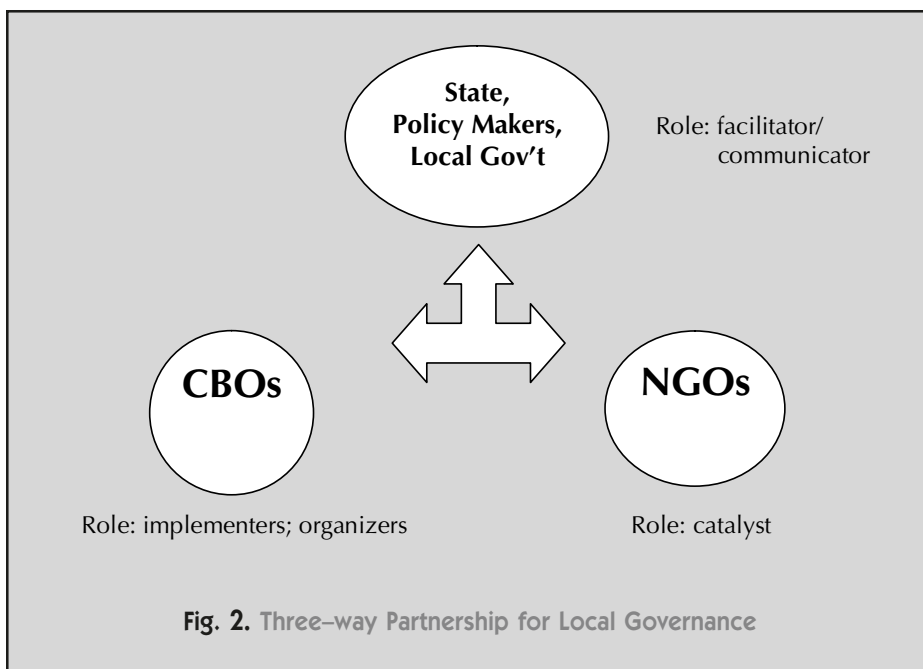 State,
Policy Makers,
Local Gov't
Role: facilitator/
communicator
CBOs
NGOs
Role: implementers; organizers
Role: catalyst
Fig. 2. Three–way Partnership for Local Governance